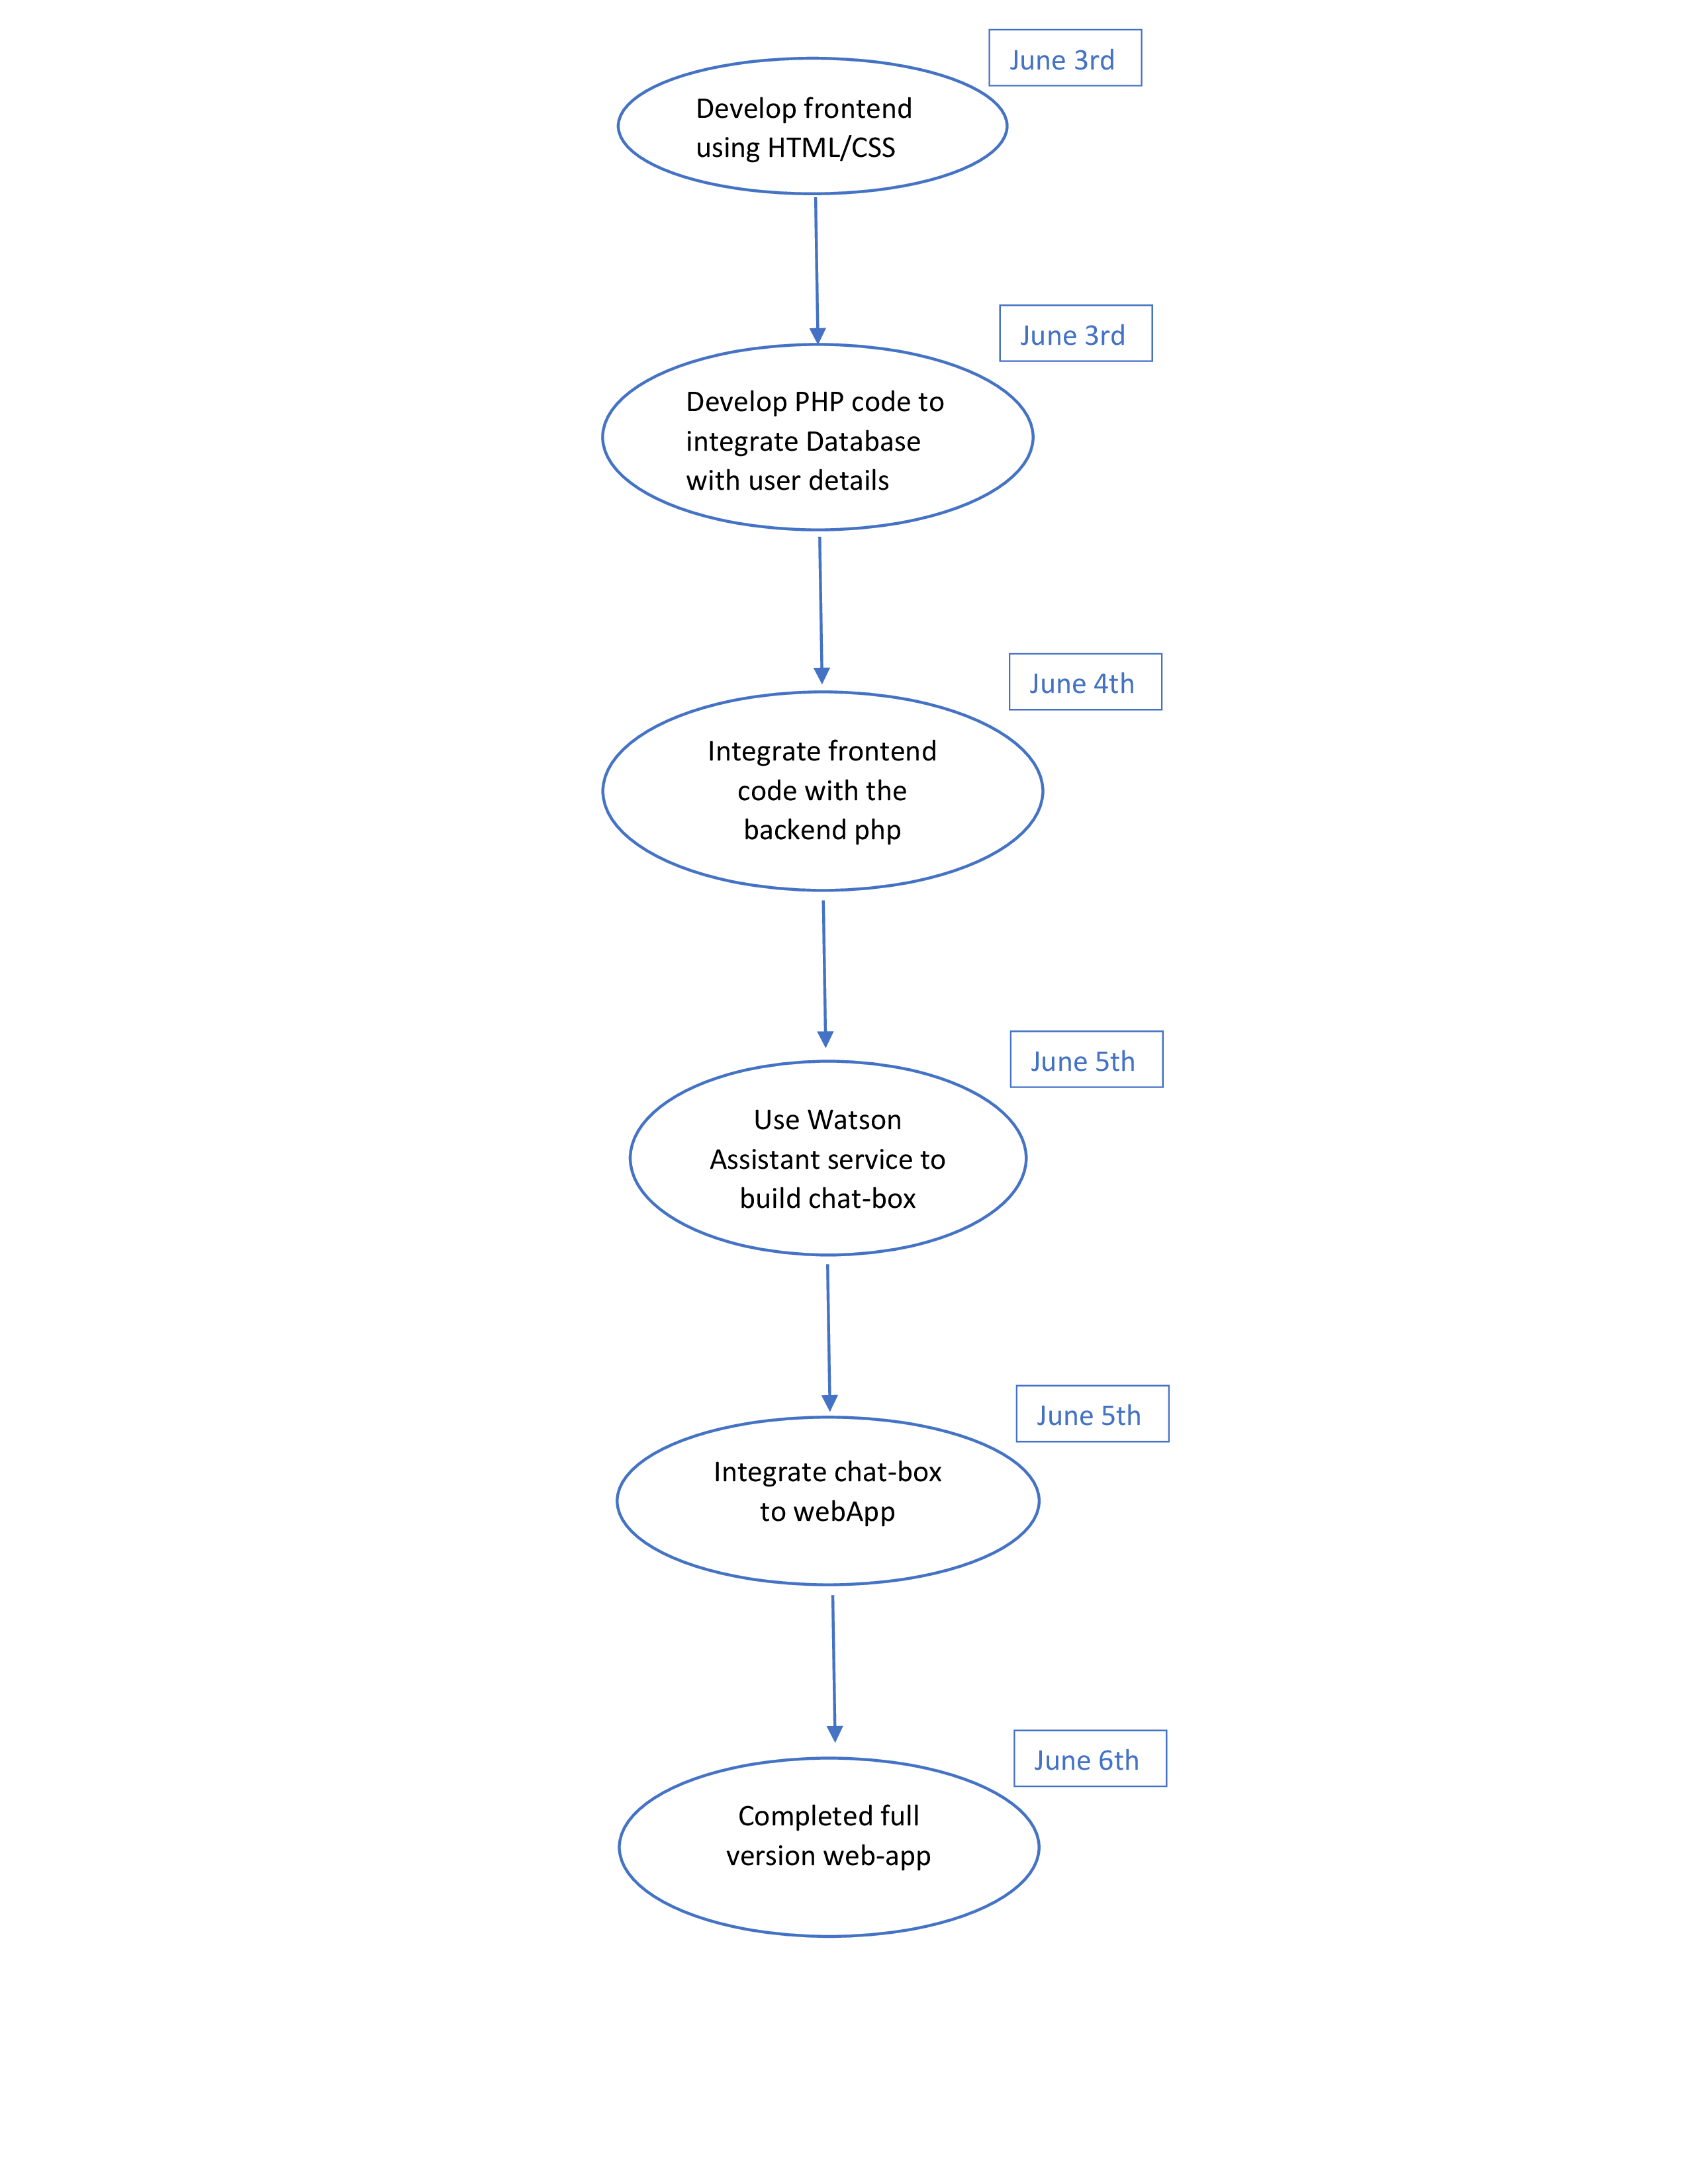 June 3rd
Develop frontend
using HTML/CSS
June 3rd
Develop PHP code to
integrate Database
with user details
June 4th
Integrate frontend
code with the
backend php
June 5th
Use Watson
Assistant service to
build chat-box
June 5th
Integrate chat-box
to webApp
June 6th
Completed full
version web-app